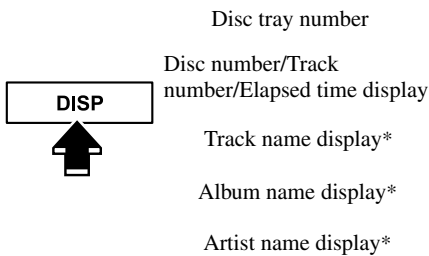 Disc tray number
Disc number/Track
number/Elapsed time display
DISP
Track name display*
Album name display*
Artist name display*